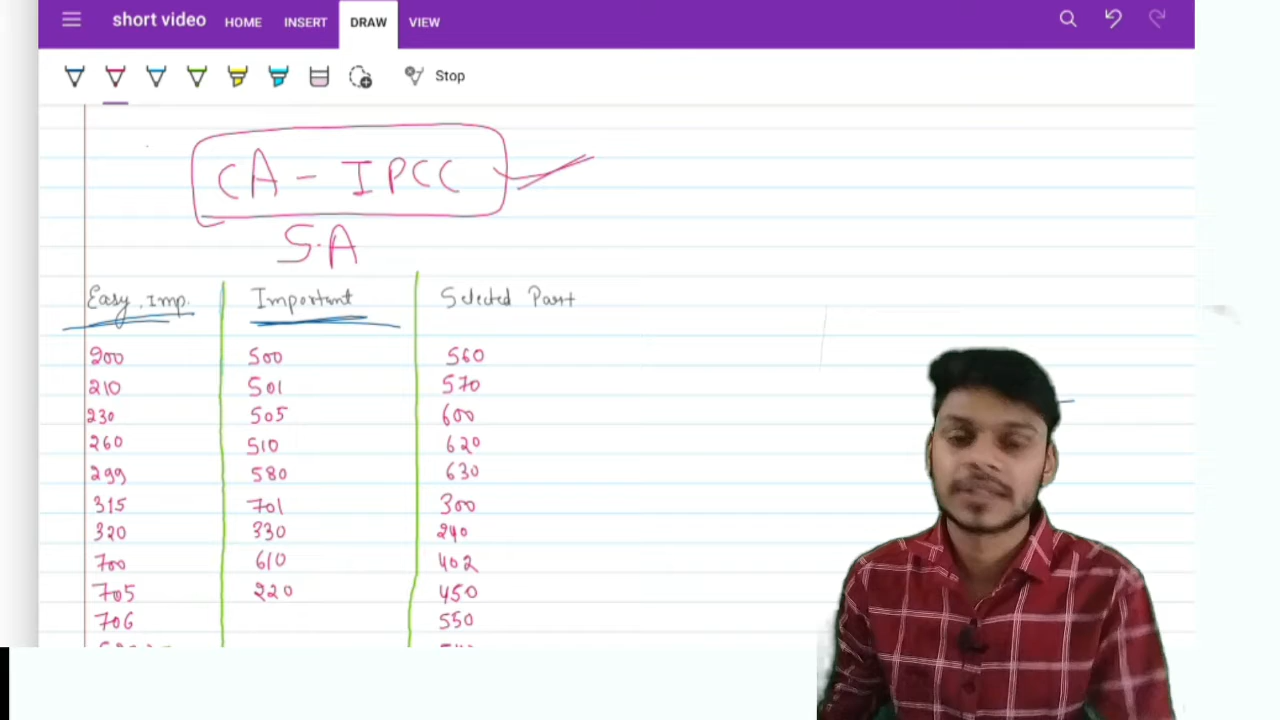 short video HOME INSERT DRAW VIEW
Stop
CA - IPCC
S.A
Easy . Imp. Important Selected Part
200 500 560
210 501 570
230 505 600
260 510 620
299 580 630
315 701 300
320 330 240
700 610 402
705 220 450
706 550